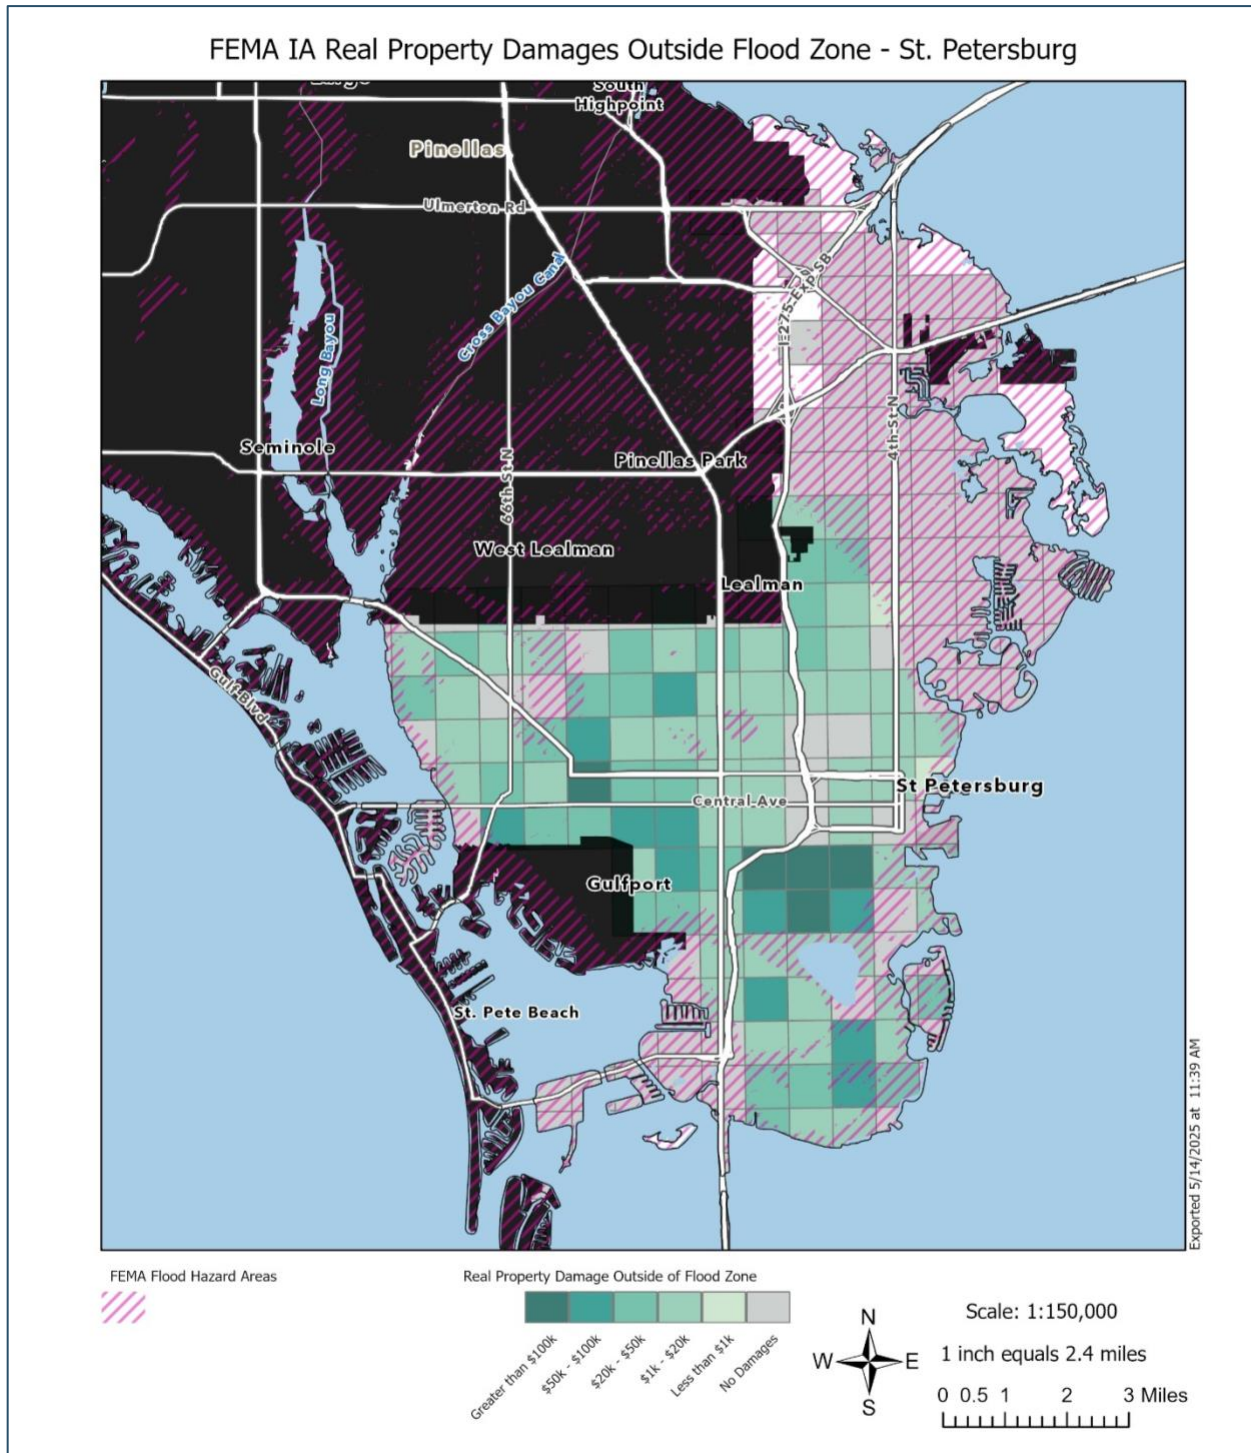 FEMA IA Real Property Damages Outside Flood Zone - St. Petersburg
South
Highpoint
Pinellas
Ulmerton Rd
I-275-Exp SB
Cross Bayou Canal
Long Bayou
4th St N
Seminole
Pinellas Park
66th St N
West Lealman
Lealman
Gulf Blvd
St Petersburg
Central Ave
Gulfport
St. Pete Beach
Exported 5/14/2025 at 11:39 AM
FEMA Flood Hazard Areas
Real Property Damage Outside of Flood Zone
Greater than $100k
$50k - $100k
$20k - $50k
$1k - $20k
Less than $1k
No Damages
N
W
E
S
Scale: 1:150,000
1 inch equals 2.4 miles
0 0.5 1 2 3 Miles